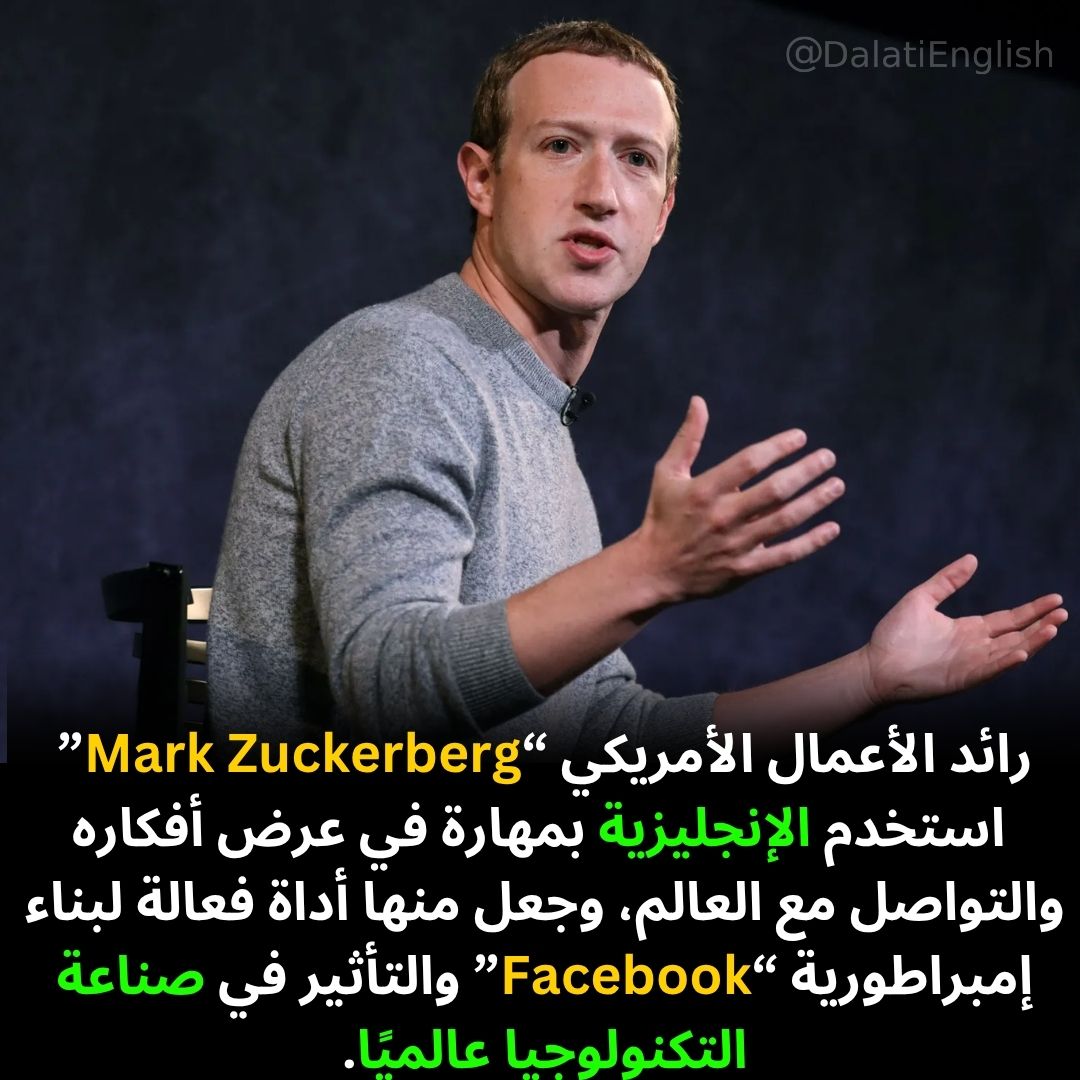 @DalatiEnglish
رائد الأعمال الأمريكي “Mark Zuckerberg”
استخدم الإنجليزية بمهارة في عرض أفكاره
والتواصل مع العالم، وجعل منها أداة فعالة لبناء
إمبراطورية “Facebook” والتأثير في صناعة
التكنولوجيا عالميًا.